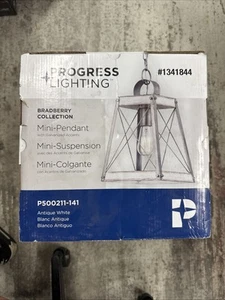 PROGRESS
LIGHTING
#1341844
BRADBERRY
COLLECTION
Mini-Pendant
Mini-Suspension
Mini-Colgante
P500211-141
Antique White
Blanc Antique
Blanco Antiguo
P